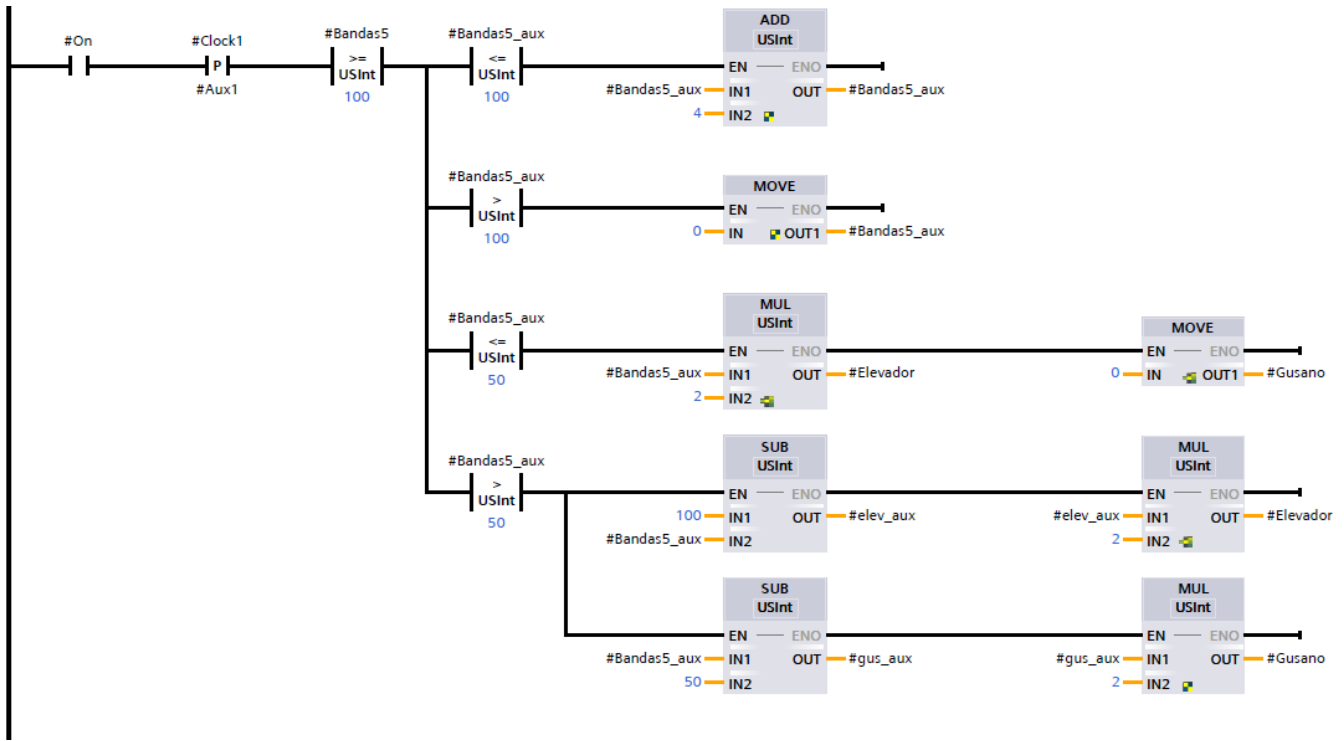 #On
#Clock1
P
#Aux1
#Bandas5
>=
USInt
100
#Bandas5_aux
<=
USInt
100
ADD
USInt
EN ENO
#Bandas5_aux IN1 OUT #Bandas5_aux
4 IN2
#Bandas5_aux
>
USInt
100
MOVE
EN ENO
0 IN OUT1 #Bandas5_aux
#Bandas5_aux
<=
USInt
50
MUL
USInt
EN ENO
#Bandas5_aux IN1 OUT #Elevador
2 IN2
MOVE
EN ENO
0 IN OUT1 #Gusano
#Bandas5_aux
>
USInt
50
SUB
USInt
EN ENO
100 IN1 OUT #elev_aux
#Bandas5_aux IN2
MUL
USInt
EN ENO
#elev_aux IN1 OUT #Elevador
2 IN2
SUB
USInt
EN ENO
#Bandas5_aux IN1 OUT #gus_aux
50 IN2
MUL
USInt
EN ENO
#gus_aux IN1 OUT #Gusano
2 IN2